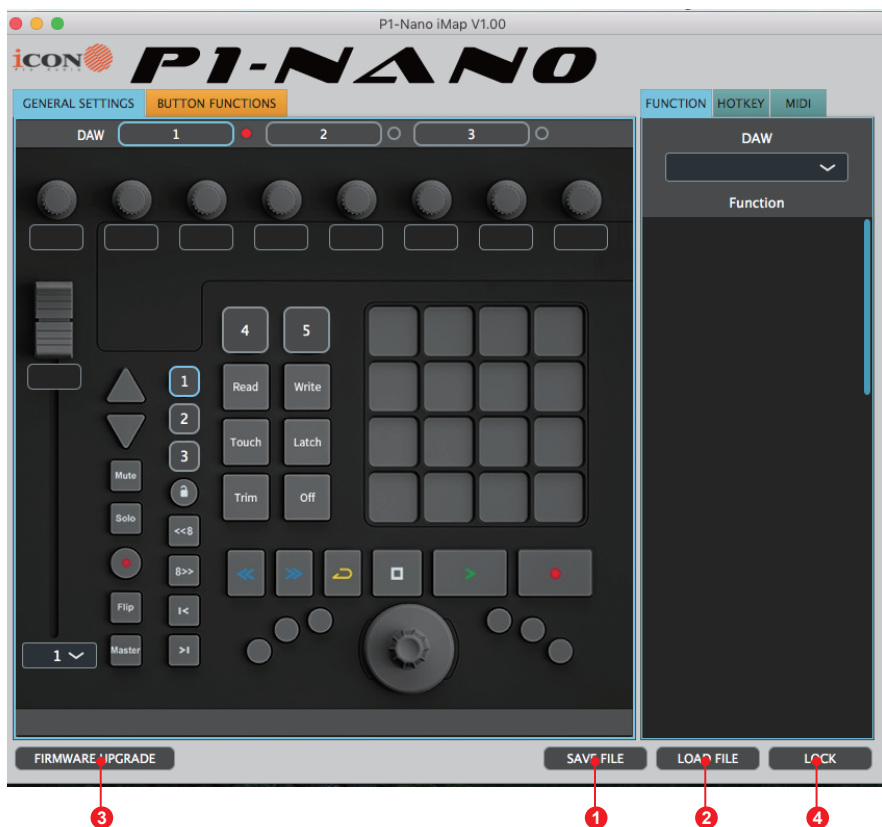 P1-Nano iMap V1.00
iCON
Pro Audio
P1-NANO
GENERAL SETTINGS
BUTTON FUNCTIONS
FUNCTION
HOTKEY
MIDI
DAW
1
2
3
DAW
Function
4
5
1
Read
Write
2
Touch
Latch
3
Mute
Trim
Off
Solo
<<8
8>>
Flip
I<
1
Master
>I
FIRMWARE UPGRADE
SAVE FILE
LOAD FILE
LOCK
3
1
2
4